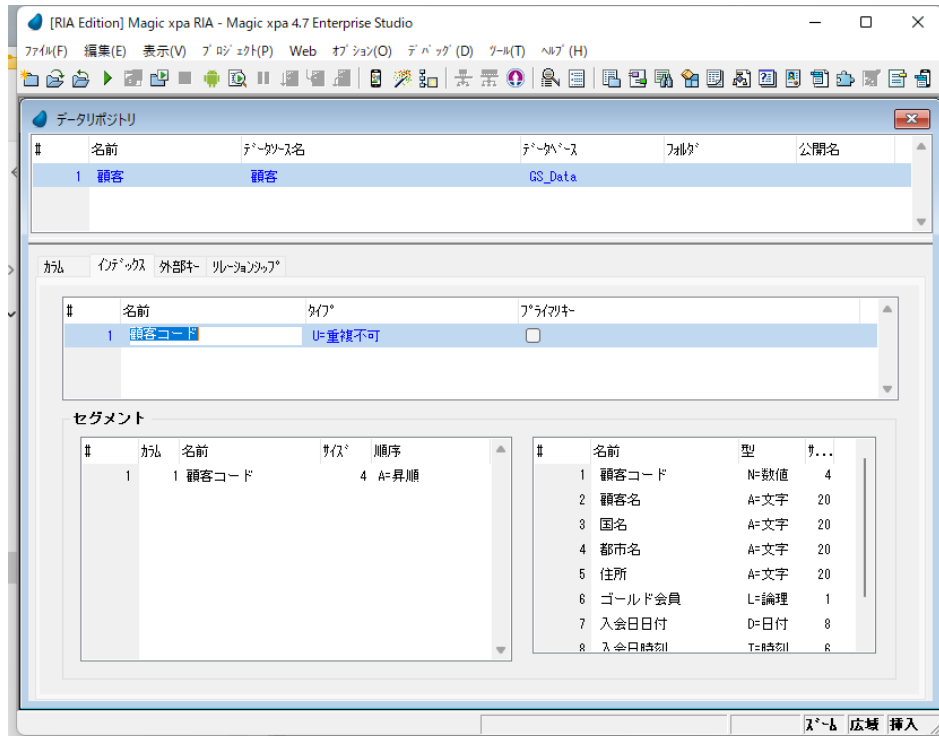 [RIA Edition] Magic xpa RIA - Magic xpa 4.7 Enterprise Studio
ﾌｧｲﾙ(F) 編集(E) 表示(V) ﾌﾟﾛｼﾞｪｸﾄ(P) Web ｵﾌﾟｼｮﾝ(O) ﾃﾞﾊﾞｯｸﾞ(D) ﾂｰﾙ(T) ﾍﾙﾌﾟ(H)
データリポジトリ
# 名前 ﾃﾞｰﾀｿｰｽ名 ﾃﾞｰﾀﾍﾞｰｽ ﾌｫﾙﾀﾞ 公開名
1 顧客 顧客 GS_Data
ｶﾗﾑ ｲﾝﾃﾞｯｸｽ 外部ｷｰ ﾘﾚｰｼｮﾝｼｯﾌﾟ
# 名前 ﾀｲﾌﾟ ﾌﾟﾗｲﾏﾘｷｰ
1 顧客コード U=重複不可
セグメント
# ｶﾗﾑ 名前 ｻｲｽﾞ 順序
1 1 顧客コード 4 A=昇順
# 名前 型 ｻ...
1 顧客コード N=数値 4
2 顧客名 A=文字 20
3 国名 A=文字 20
4 都市名 A=文字 20
5 住所 A=文字 20
6 ゴールド会員 L=論理 1
7 入会日日付 D=日付 8
8 入会日時刻 T=時刻 6
ｽﾞｰﾑ 広域 挿入